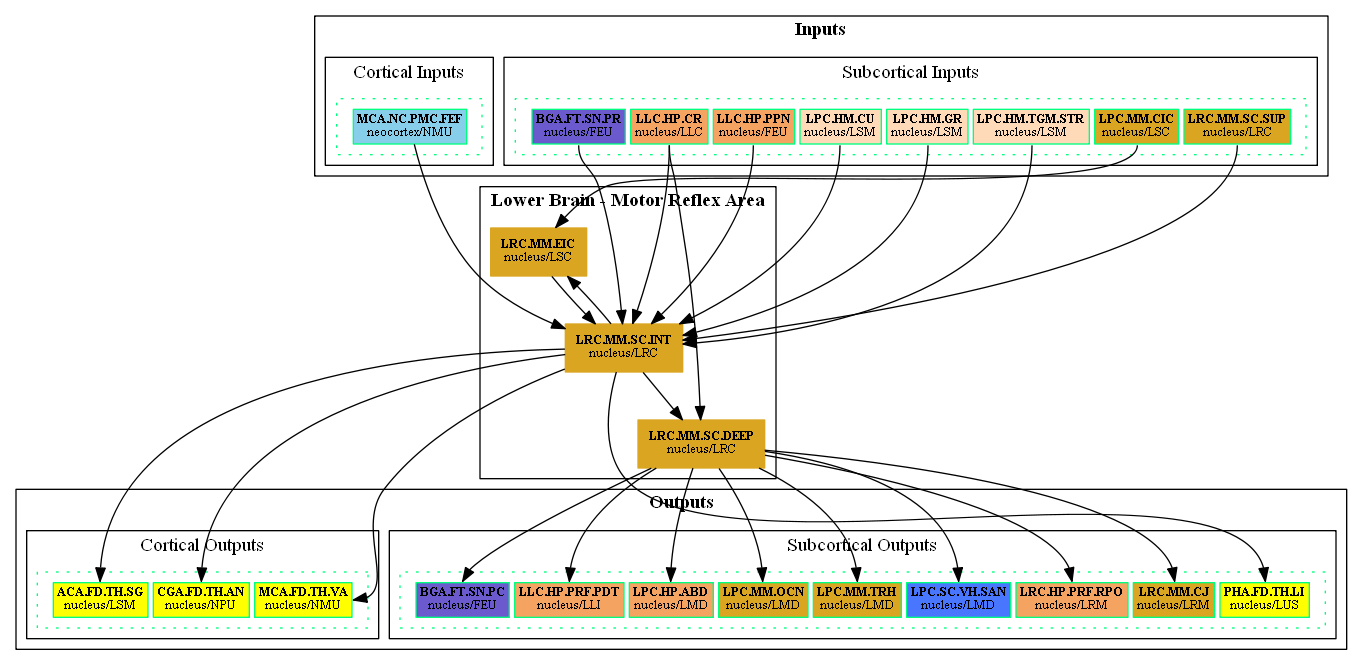 Inputs
Cortical Inputs
Subcortical Inputs
MCA.NC.PMC.FEF
neocortex/NMU
BGA.FT.SN.PR
nucleus/FEU
LLC.HP.CR
nucleus/LLC
LLC.HP.PPN
nucleus/FEU
LPC.HM.CU
nucleus/LSM
LPC.HM.GR
nucleus/LSM
LPC.HM.TGM.STR
nucleus/LSM
LPC.MM.CIC
nucleus/LSC
LRC.MM.SC.SUP
nucleus/LRC
Lower Brain - Motor Reflex Area
LRC.MM.EIC
nucleus/LSC
LRC.MM.SC.INT
nucleus/LRC
LRC.MM.SC.DEEP
nucleus/LRC
Outputs
Cortical Outputs
Subcortical Outputs
ACA.FD.TH.SG
nucleus/LSM
CGA.FD.TH.AN
nucleus/NPU
MCA.FD.TH.VA
nucleus/NMU
BGA.FT.SN.PC
nucleus/FEU
LLC.HP.PRF.PDT
nucleus/LLI
LPC.HP.ABD
nucleus/LMD
LPC.MM.OCN
nucleus/LMD
LPC.MM.TRH
nucleus/LMD
LPC.SC.VH.SAN
nucleus/LMD
LRC.HP.PRF.RPO
nucleus/LRM
LRC.MM.CJ
nucleus/LRM
PHA.FD.TH.LI
nucleus/LUS